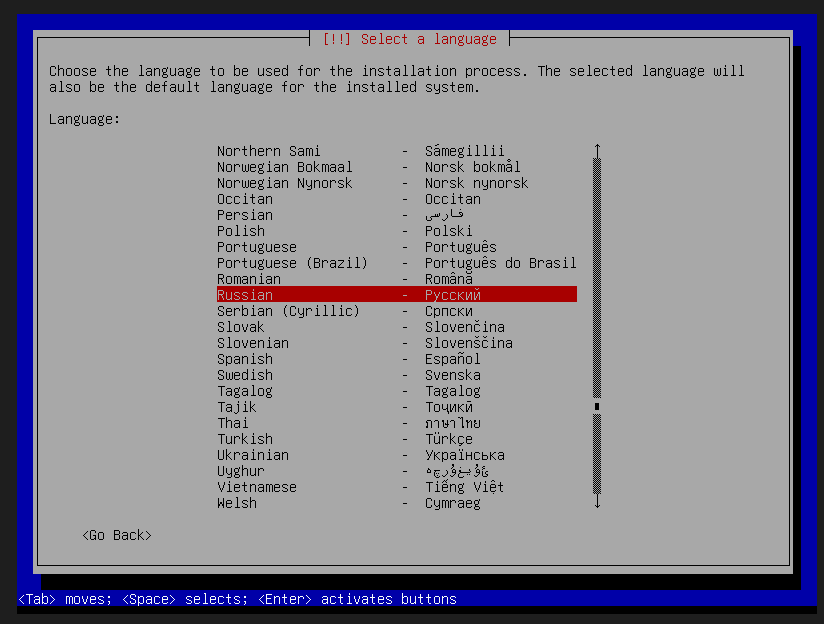 [!!] Select a language
Choose the language to be used for the installation process. The selected language will
also be the default language for the installed system.
Language:
Northern Sami - Sámegillii
Norwegian Bokmaal - Norsk bokmål
Norwegian Nynorsk - Norsk nynorsk
Occitan - Occitan
Persian - فارسی
Polish - Polski
Portuguese - Português
Portuguese (Brazil) - Português do Brasil
Romanian - Română
Russian - Русский
Serbian (Cyrillic) - Српски
Slovak - Slovenčina
Slovenian - Slovenščina
Spanish - Español
Swedish - Svenska
Tagalog - Tagalog
Tajik - Тоҷикӣ
Thai - ภาษาไทย
Turkish - Türkçe
Ukrainian - Українська
Uyghur - ئۇيغۇرچە
Vietnamese - Tiếng Việt
Welsh - Cymraeg
<Go Back>
<Tab> moves; <Space> selects; <Enter> activates buttons